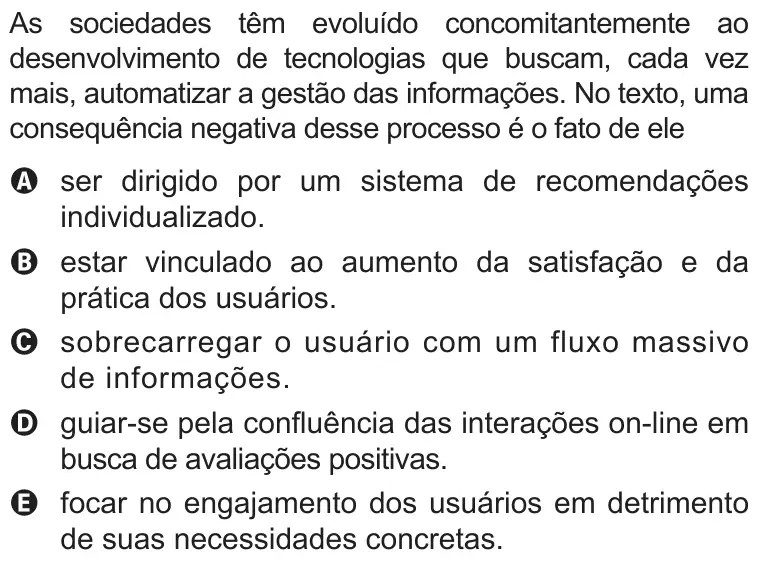 As sociedades têm evoluído concomitantemente ao
desenvolvimento de tecnologias que buscam, cada vez
mais, automatizar a gestão das informações. No texto, uma
consequência negativa desse processo é o fato de ele
A ser dirigido por um sistema de recomendações
individualizado.
B estar vinculado ao aumento da satisfação e da
prática dos usuários.
C sobrecarregar o usuário com um fluxo massivo
de informações.
D guiar-se pela confluência das interações on-line em
busca de avaliações positivas.
E focar no engajamento dos usuários em detrimento
de suas necessidades concretas.